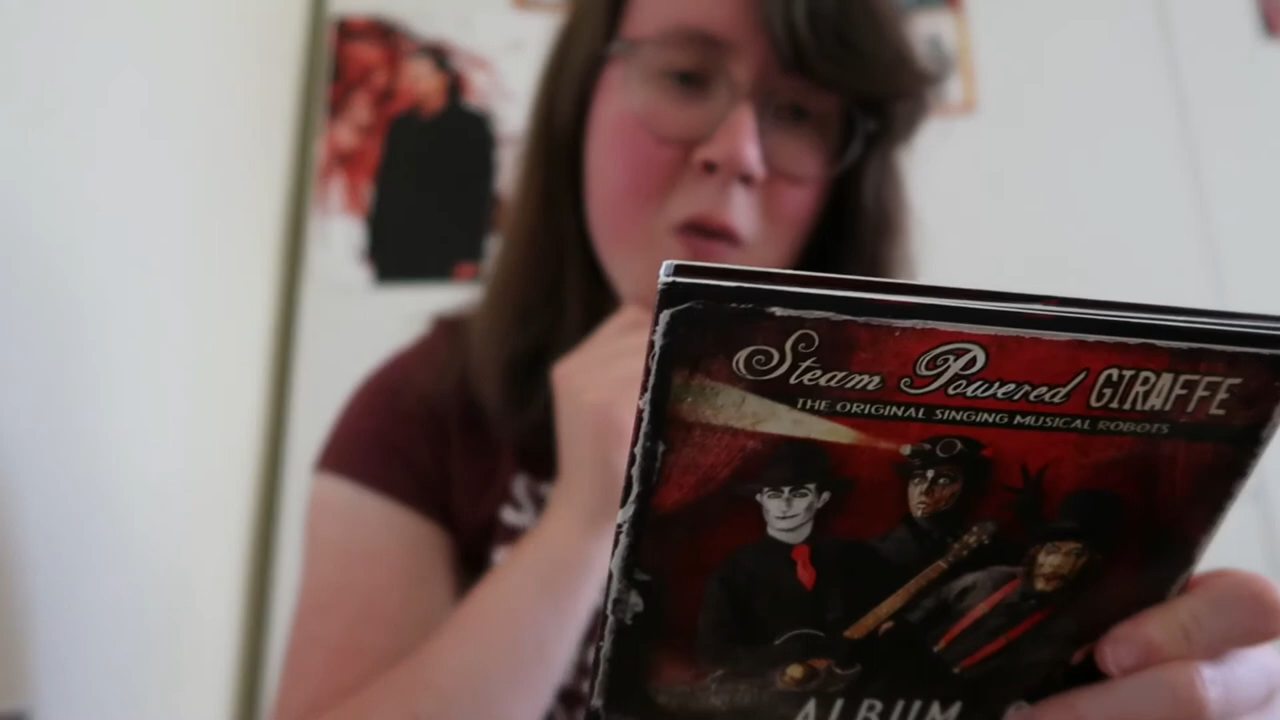 Steam Powered GIRAFFE
THE ORIGINAL SINGING MUSICAL ROBOTS
ALBUM